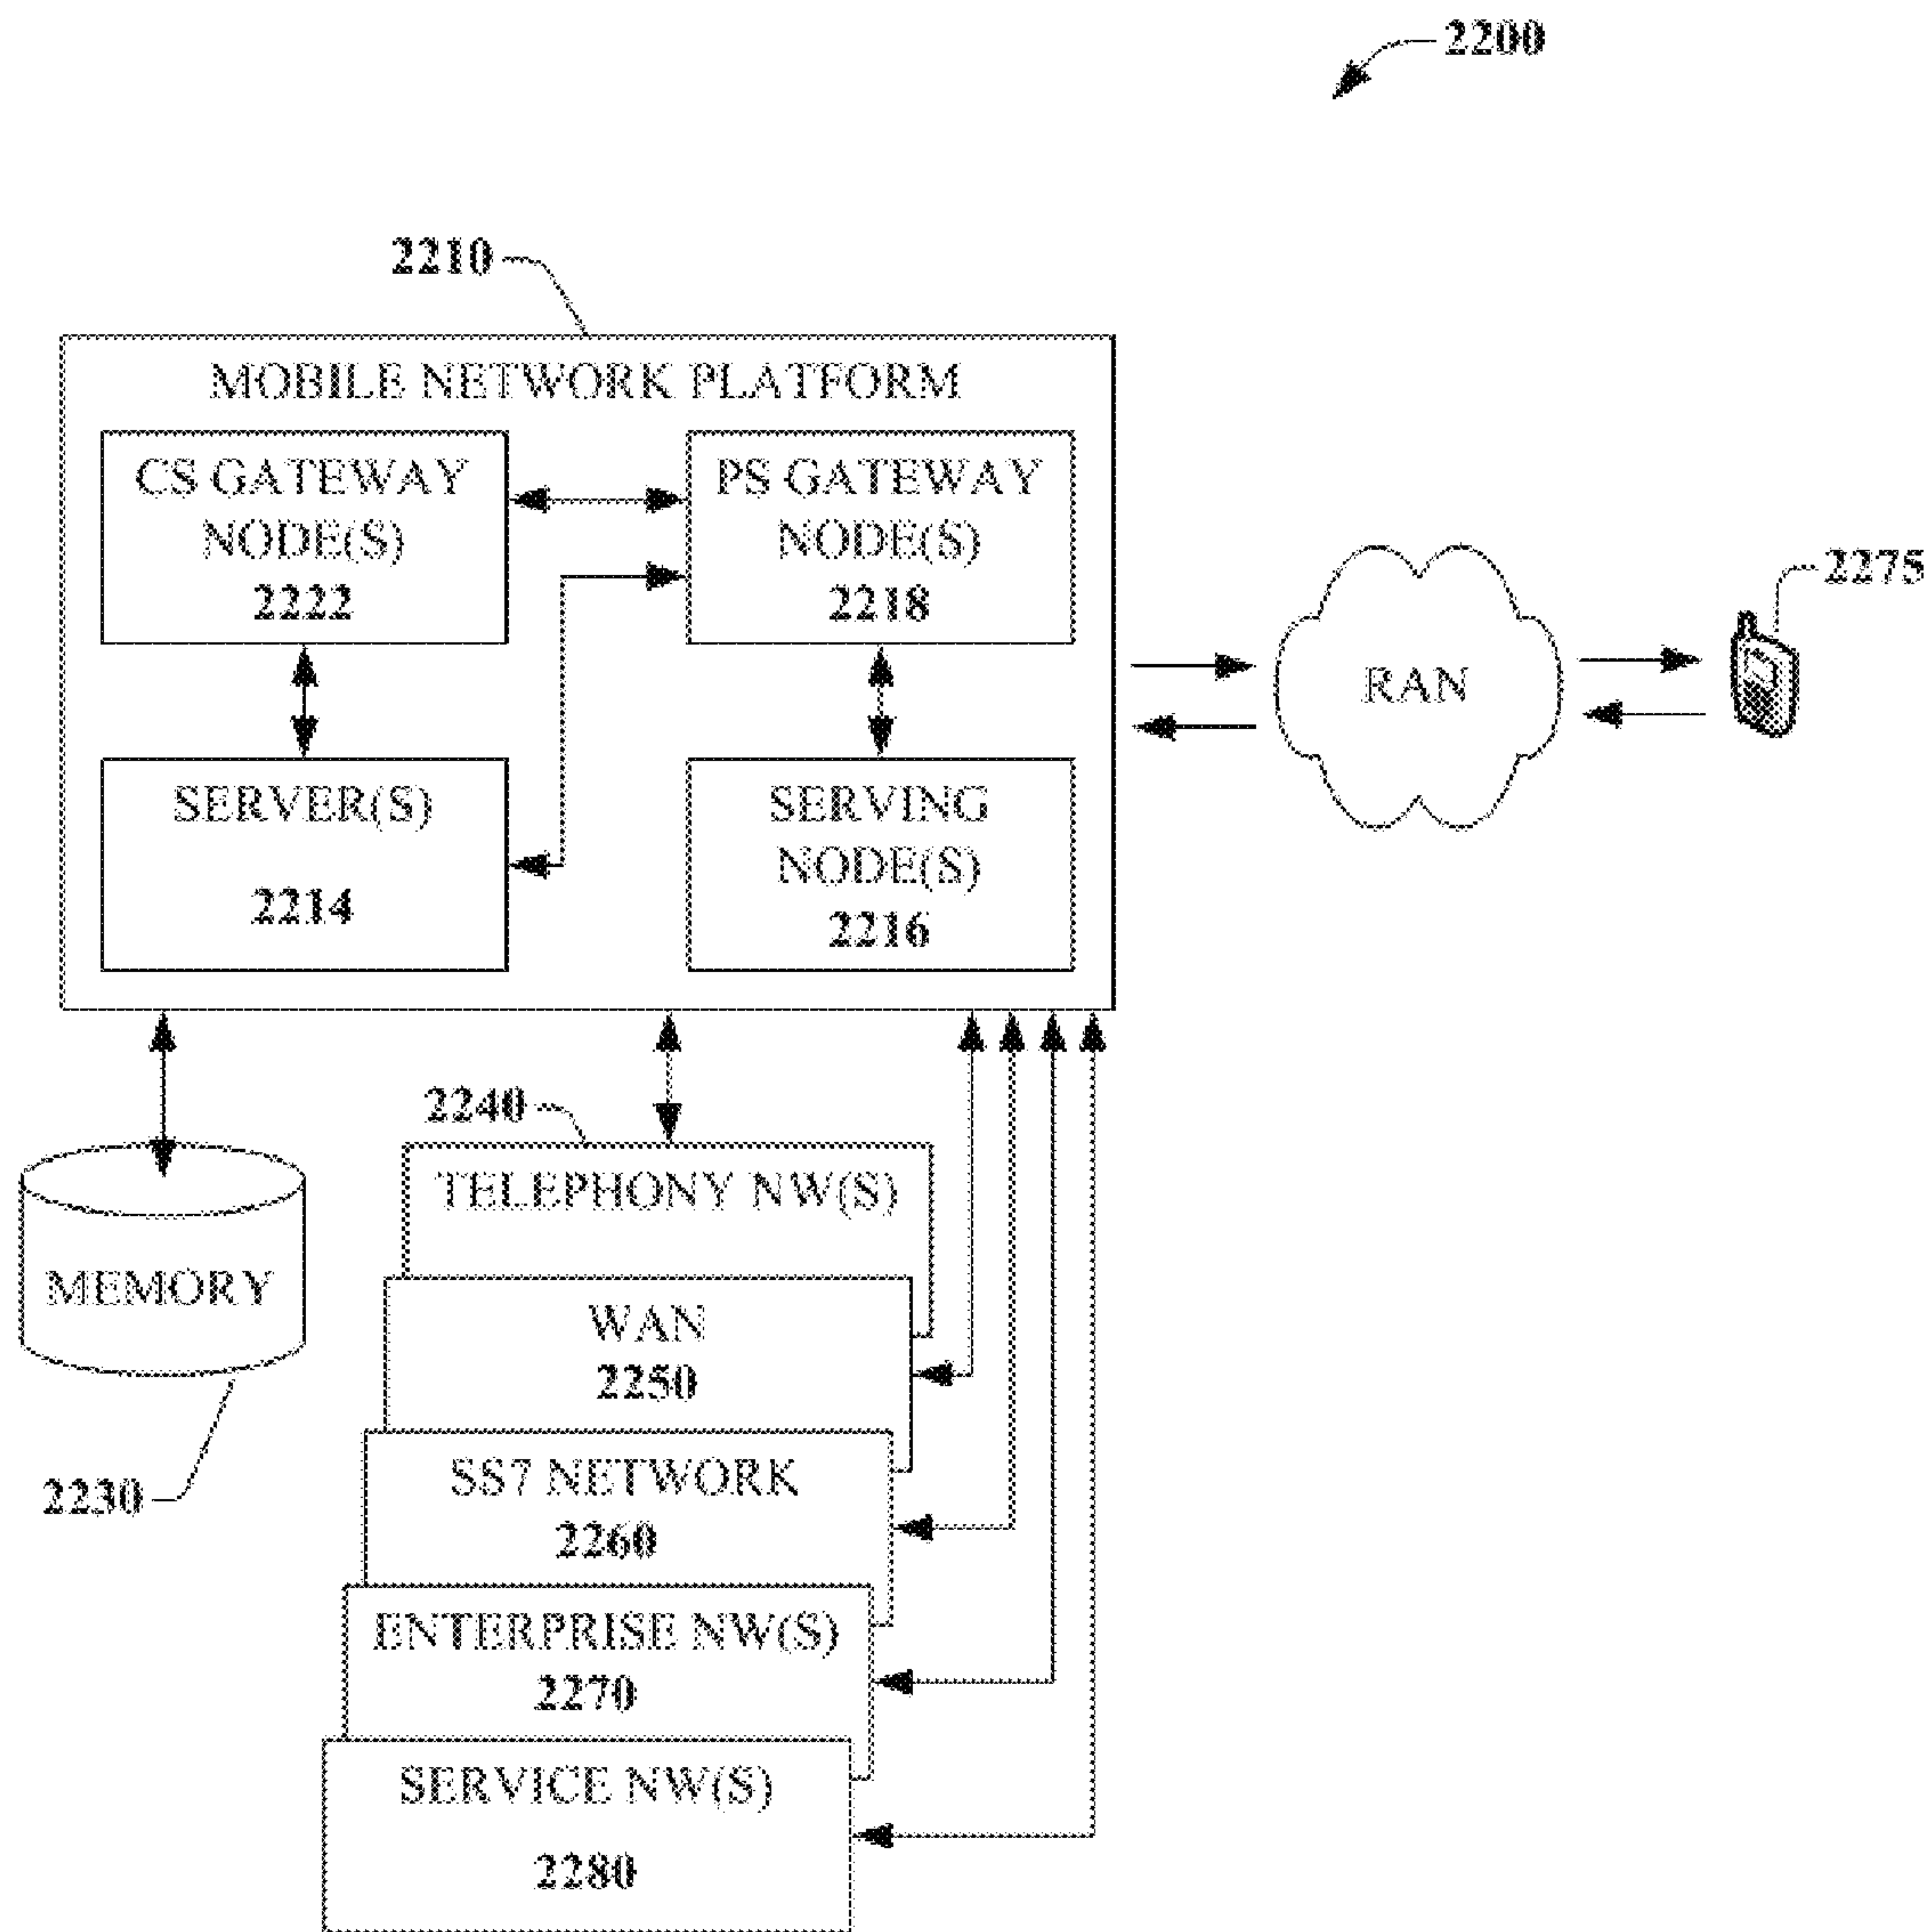 2200
2210
MOBILE NETWORK PLATFORM
CS GATEWAY
NODE(S)
2222
PS GATEWAY
NODE(S)
2218
SERVER(S)
2214
SERVING
NODE(S)
2216
RAN
2275
2240
TELEPHONY NW(S)
MEMORY
2230
WAN
2250
SS7 NETWORK
2260
ENTERPRISE NW(S)
2270
SERVICE NW(S)
2280